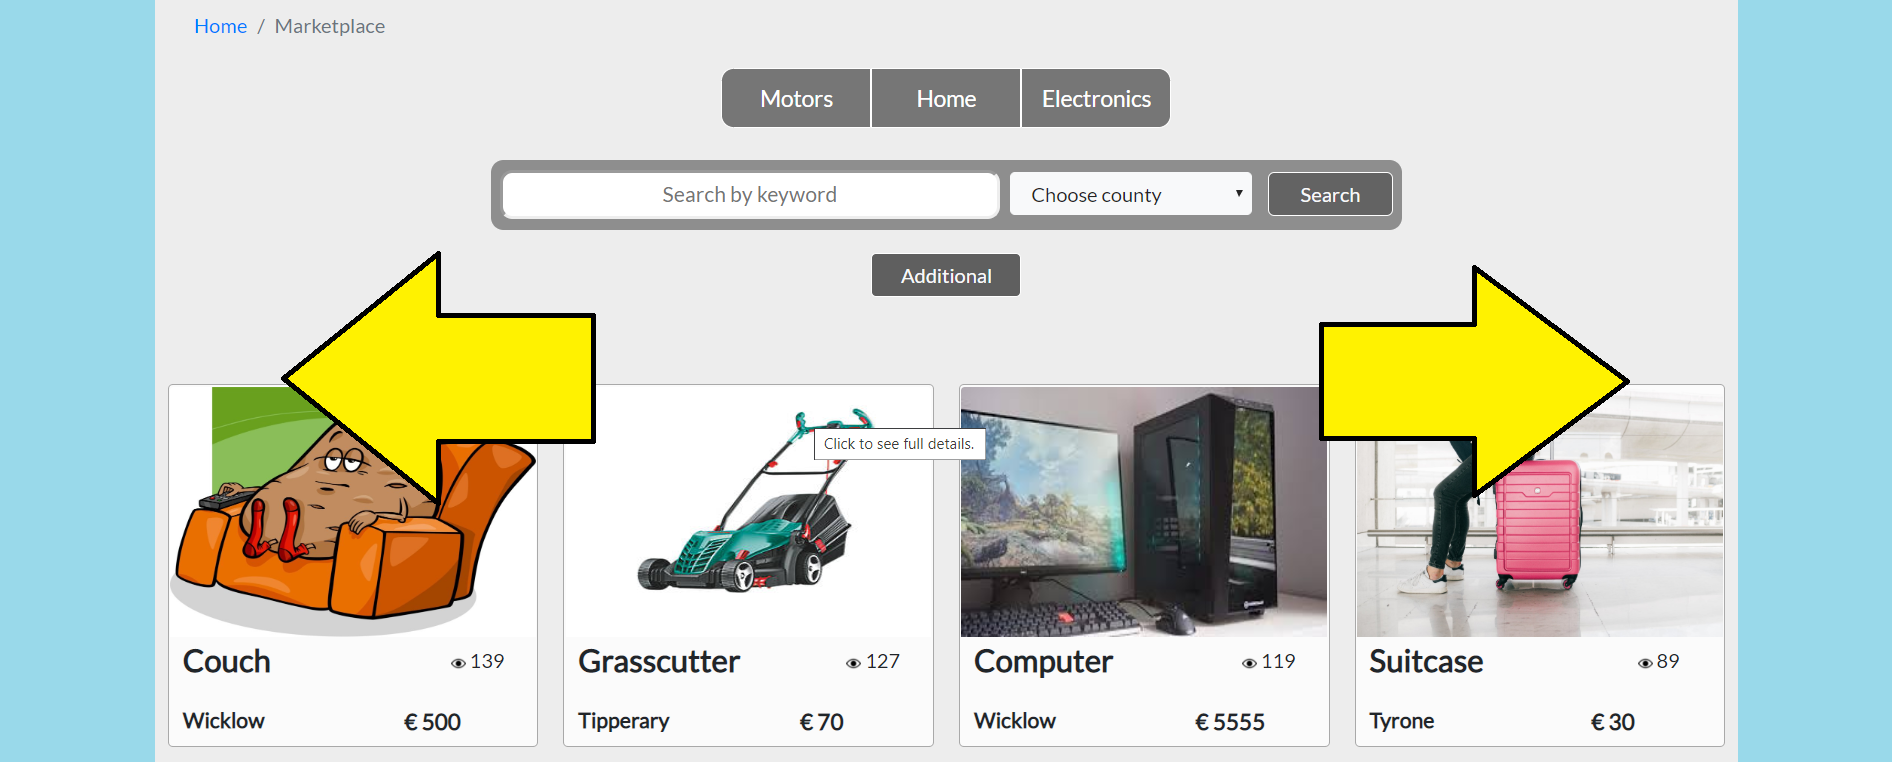 Home / Marketplace
Motors Home Electronics
Search by keyword Choose county Search
Additional
Click to see full details.
Couch 139
Wicklow € 500
Grasscutter 127
Tipperary € 70
Computer 119
Wicklow € 5555
Suitcase 89
Tyrone € 30